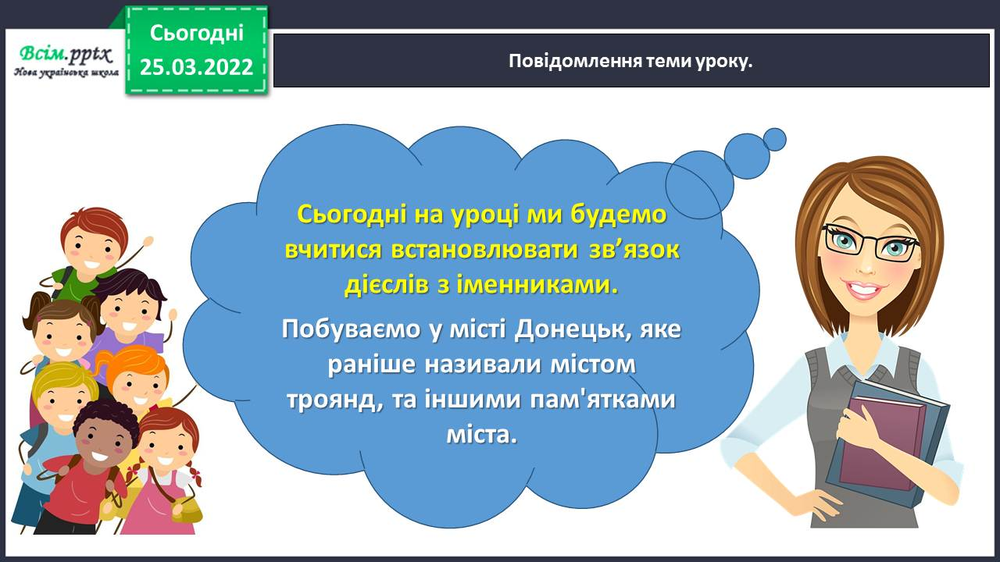 Всім.pptx
Нова українська школа
Сьогодні
25.03.2022
Повідомлення теми уроку.
Сьогодні на уроці ми будемо
вчитися встановлювати зв’язок
дієслів з іменниками.
Побуваємо у місті Донецьк, яке
раніше називали містом
троянд, та іншими пам'ятками
міста.